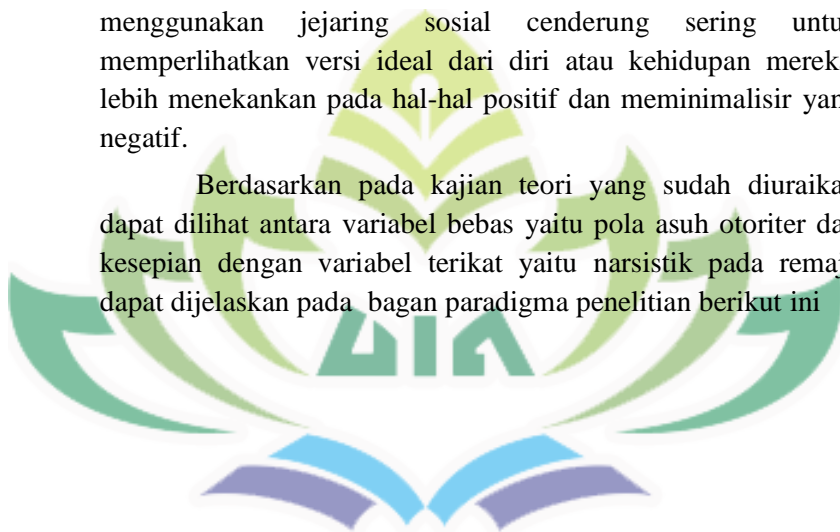 menggunakan jejaring sosial cenderung sering untu
memperlihatkan versi ideal dari diri atau kehidupan merek
lebih menekankan pada hal-hal positif dan meminimalisir yan
negatif.
Berdasarkan pada kajian teori yang sudah diuraika
dapat dilihat antara variabel bebas yaitu pola asuh otoriter da
kesepian dengan variabel terikat yaitu narsistik pada remaj
dapat dijelaskan pada bagan paradigma penelitian berikut ini
UIN